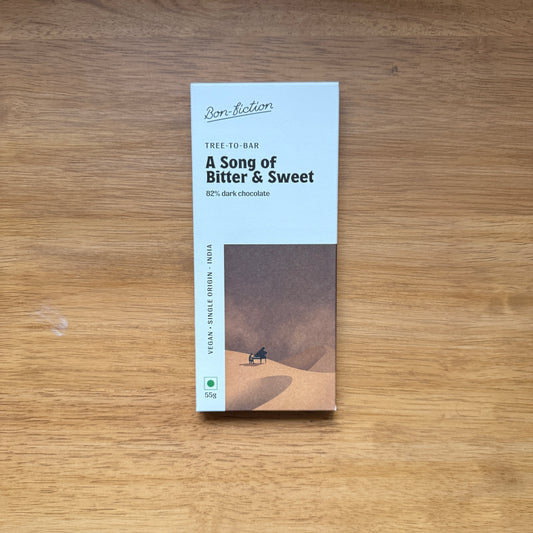 Bon-fiction
TREE-TO-BAR
A Song of
Bitter & Sweet
82% dark chocolate
VEGAN • SINGLE ORIGIN - INDIA
55g